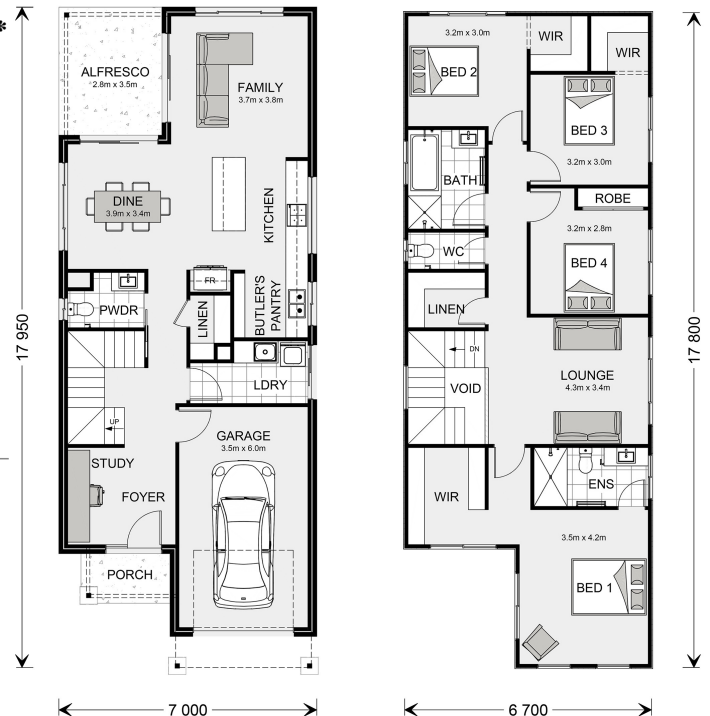 *
ALFRESCO
2.8m x 3.5m
FAMILY
3.7m x 3.8m
DINE
3.9m x 3.4m
KITCHEN
FR
PWDR
LINEN
BUTLER'S
PANTRY
LDRY
UP
GARAGE
3.5m x 6.0m
STUDY
FOYER
PORCH
17 950
7 000
3.2m x 3.0m
WIR
WIR
BED 2
BED 3
3.2m x 3.0m
BATH
ROBE
3.2m x 2.8m
WC
BED 4
LINEN
DN
VOID
LOUNGE
4.3m x 3.4m
WIR
ENS
3.5m x 4.2m
BED 1
17 800
6 700